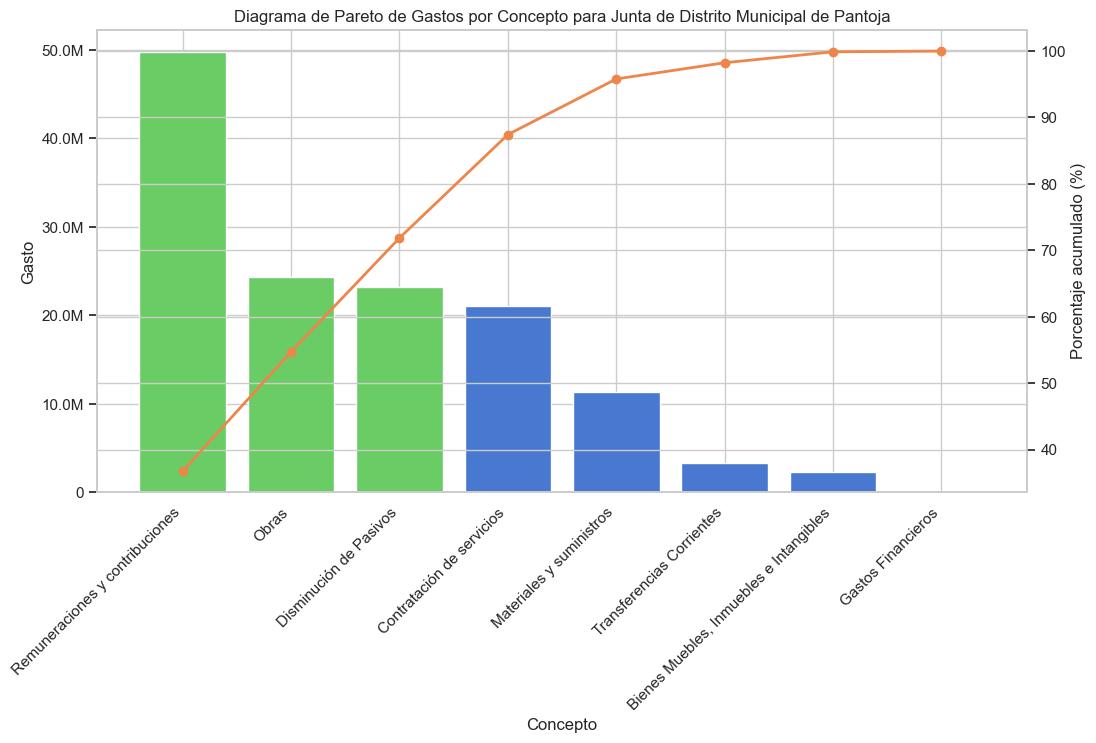 Diagrama de Pareto de Gastos por Concepto para Junta de Distrito Municipal de Pantoja
50.0M
40.0M
30.0M
20.0M
10.0M
0
Gasto
100
90
80
70
60
50
40
Porcentaje acumulado (%)
Remuneraciones y contribuciones
Obras
Disminución de Pasivos
Contratación de servicios
Materiales y suministros
Transferencias Corrientes
Bienes Muebles, Inmuebles e Intangibles
Gastos Financieros
Concepto